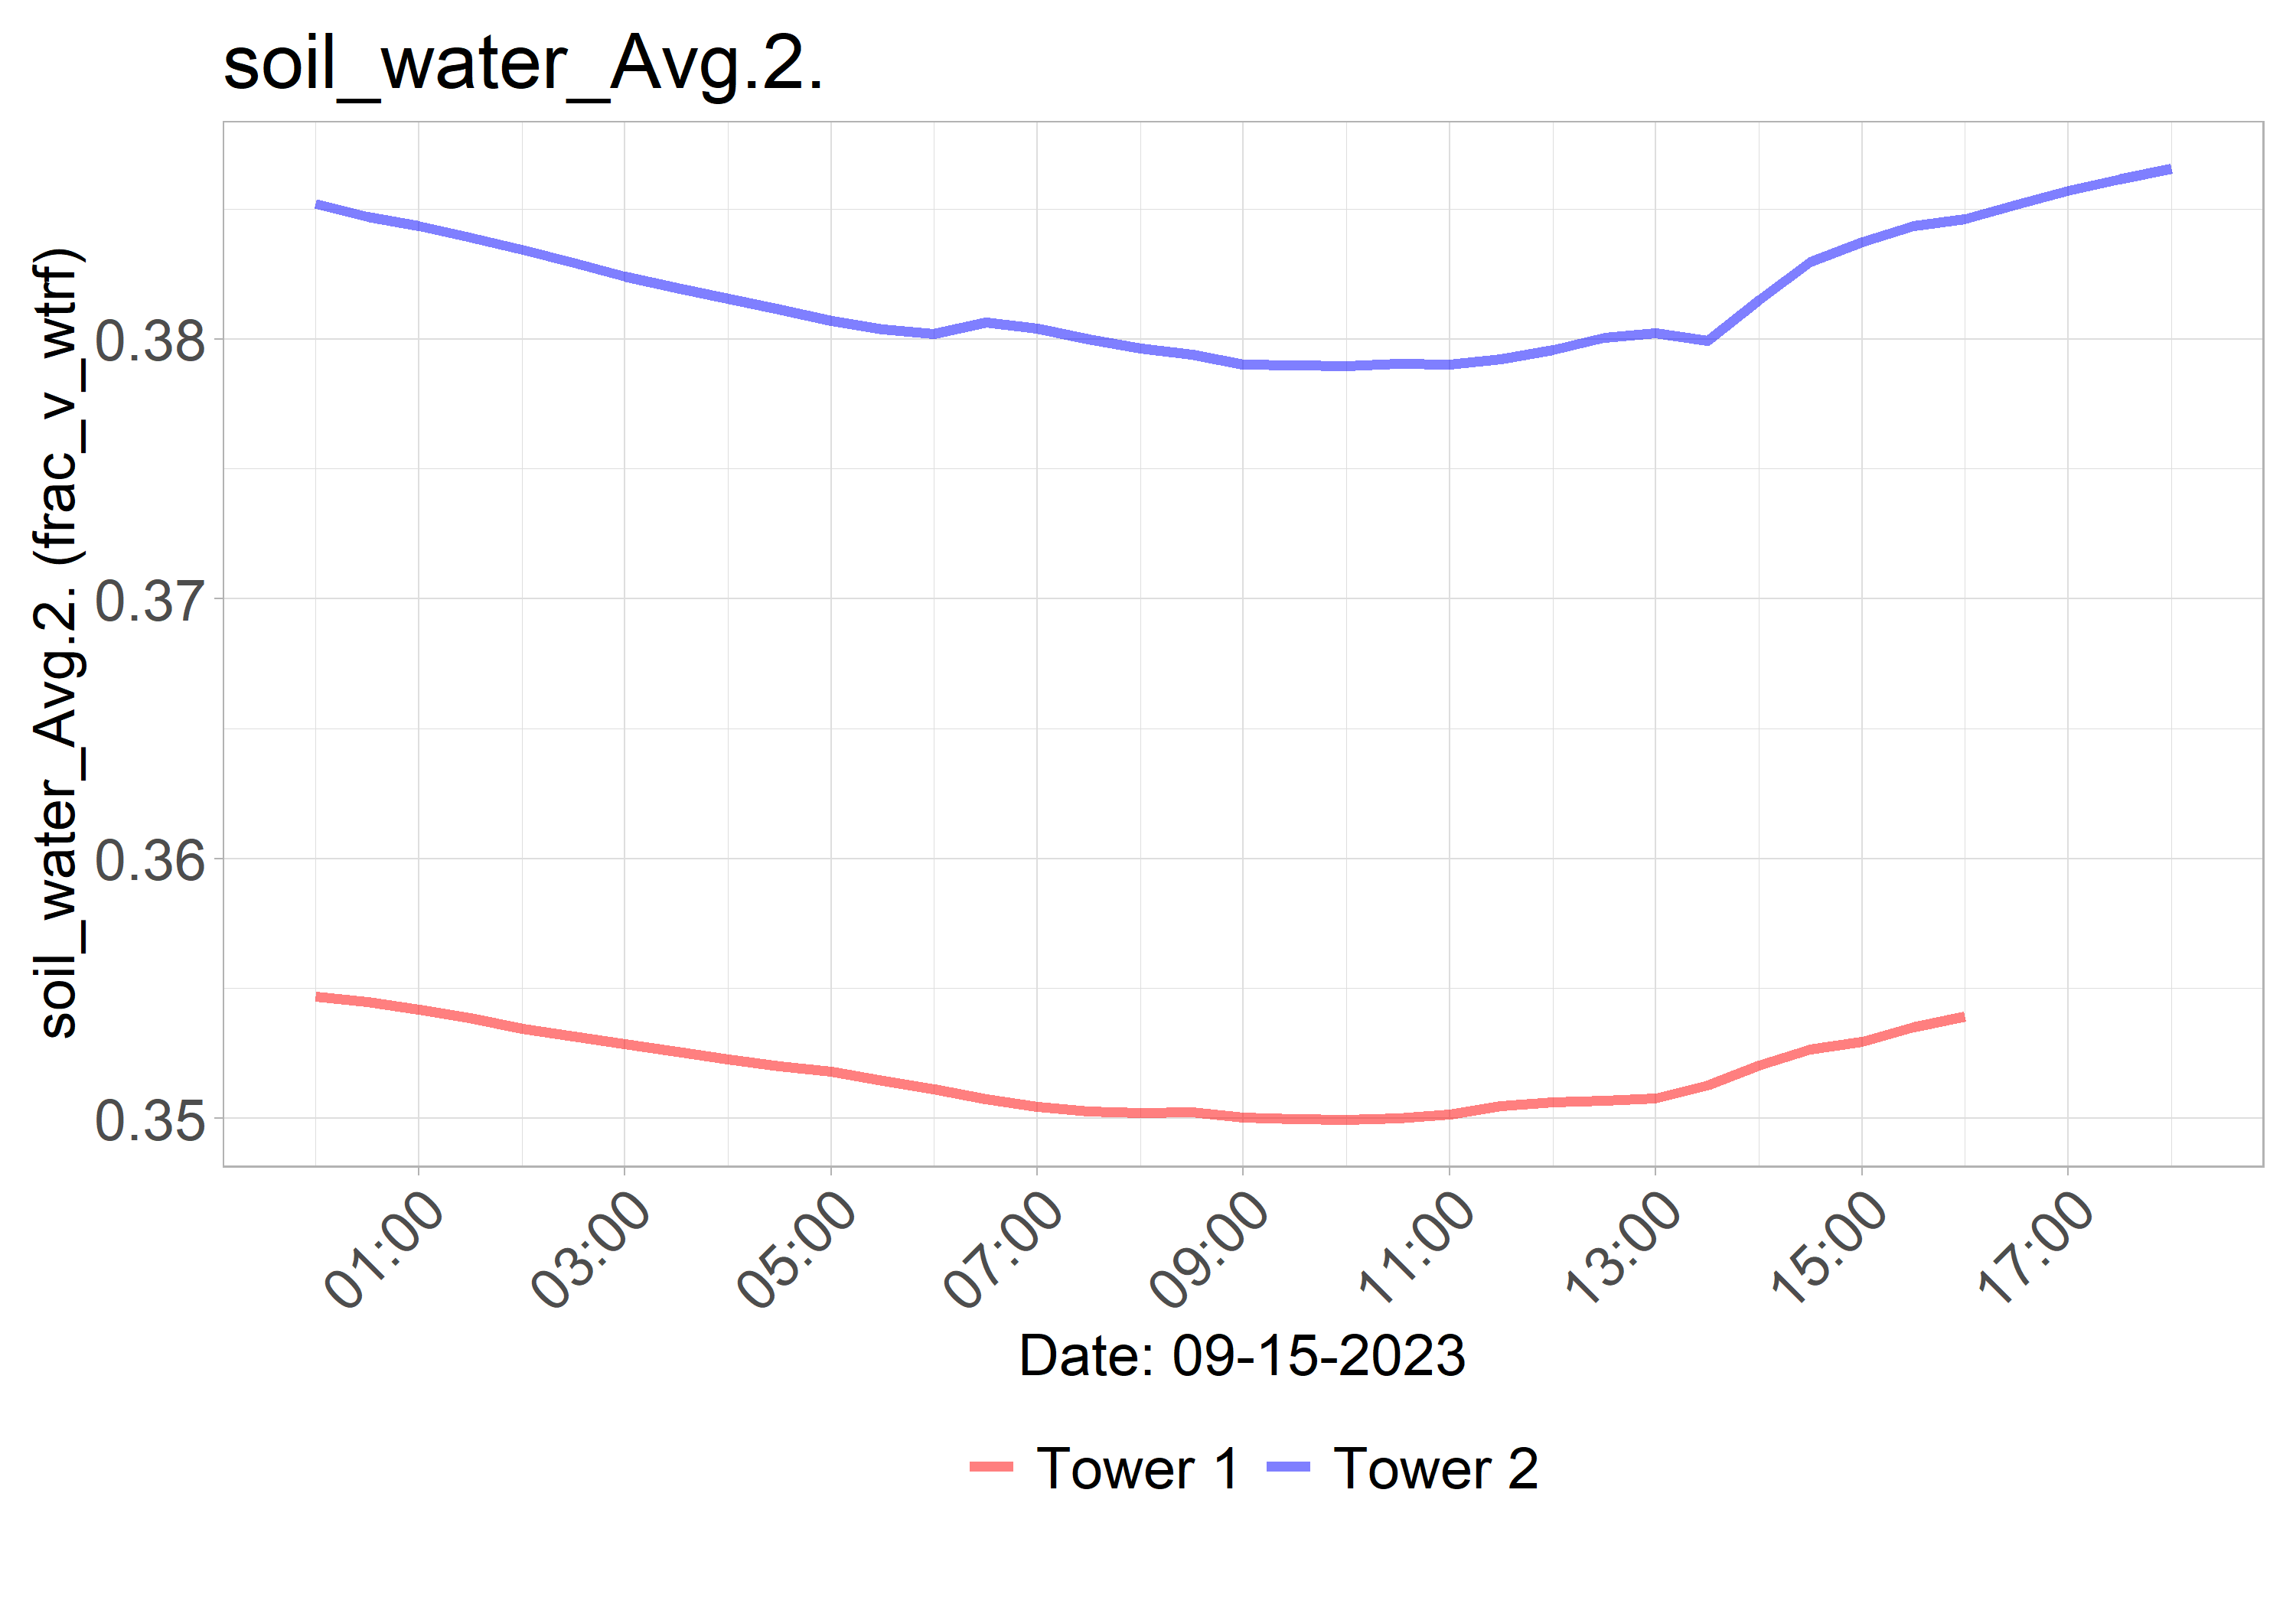 soil_water_Avg.2.
soil_water_Avg.2. (frac_v_wtrf)
0.38
0.37
0.36
0.35
01:00
03:00
05:00
07:00
09:00
11:00
13:00
15:00
17:00
Date: 09-15-2023
Tower 1
Tower 2